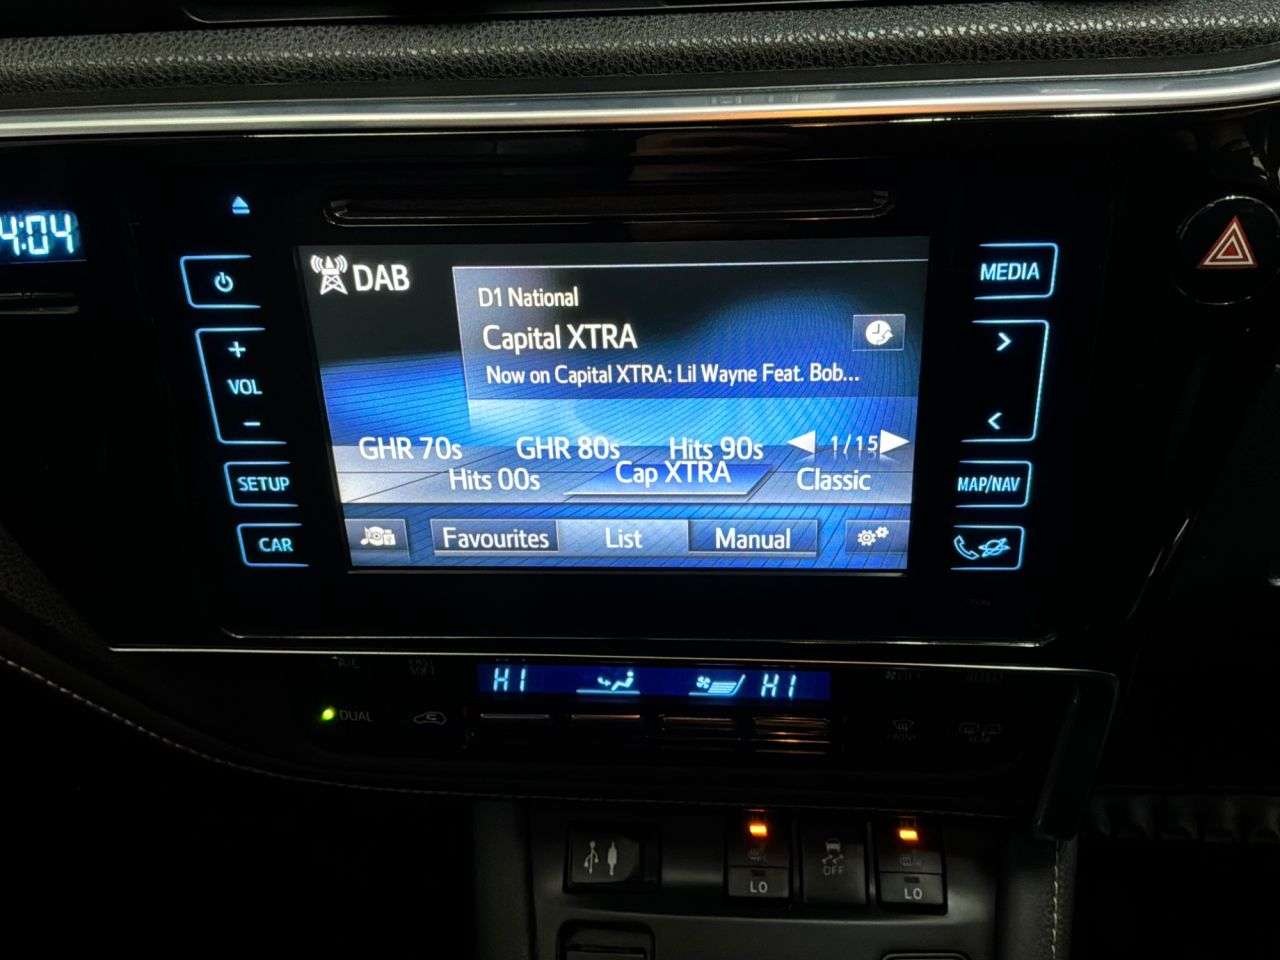 4:04
DAB
D1 National
Capital XTRA
Now on Capital XTRA: Lil Wayne Feat. Bob...
GHR 70s GHR 80s Hits 90s 1/15
Hits 00s Cap XTRA Classic
Favourites List Manual
VOL
SETUP
CAR
MEDIA
MAP/NAV
HI HI
DUAL
OFF
LO LO